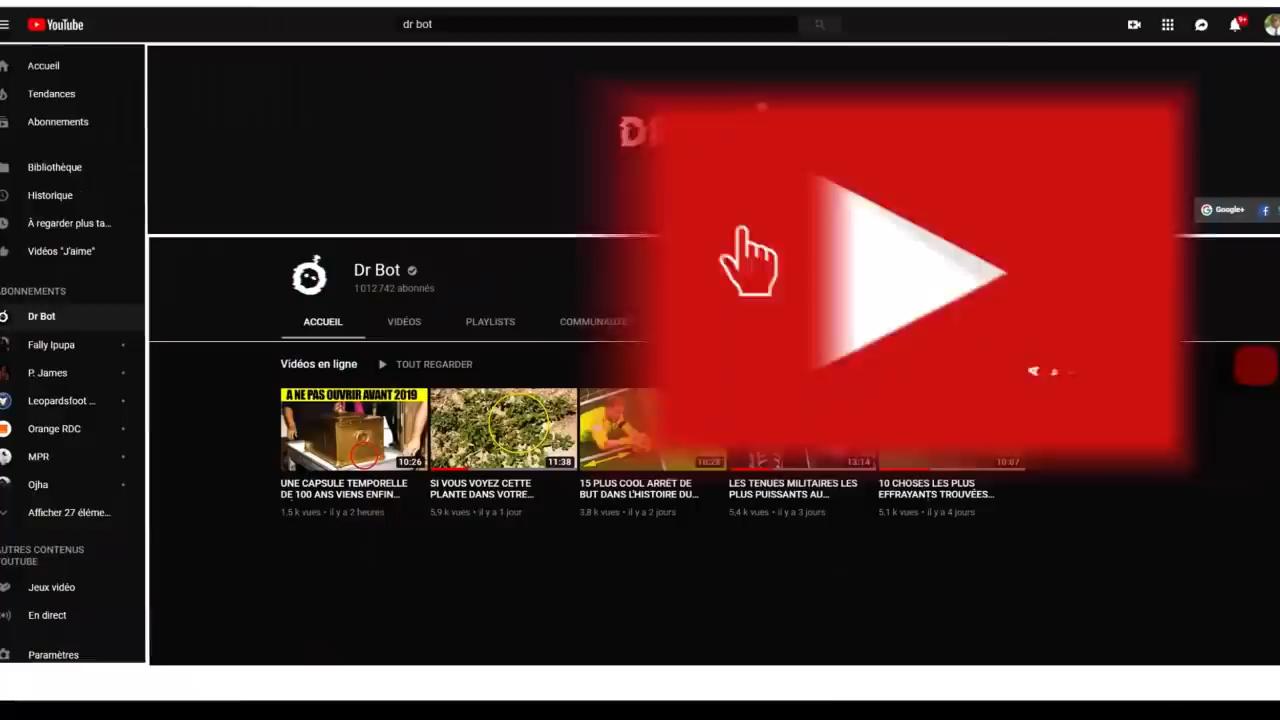 YouTube
dr bot
9+
Accueil
Tendances
Abonnements
Bibliothèque
Historique
À regarder plus ta...
Vidéos "J'aime"
ABONNEMENTS
Dr Bot
Fally Ipupa
P. James
Leopardsfoot ...
Orange RDC
MPR
Ojha
Afficher 27 éléme...
AUTRES CONTENUS
YOUTUBE
Jeux vidéo
En direct
Paramètres
Google+
Dr Bot
1 012 742 abonnés
ACCUEIL VIDÉOS PLAYLISTS COMMUNAUTÉ
Vidéos en ligne TOUT REGARDER
A NE PAS OUVRIR AVANT 2019
10:26 11:38 10:28 13:14 10:07
UNE CAPSULE TEMPORELLE
DE 100 ANS VIENS ENFIN...
1,5 k vues • il y a 2 heures
SI VOUS VOYEZ CETTE
PLANTE DANS VOTRE...
5,9 k vues • il y a 1 jour
15 PLUS COOL ARRÊT DE
BUT DANS L'HISTOIRE DU...
3,8 k vues • il y a 2 jours
LES TENUES MILITAIRES LES
PLUS PUISSANTS AU...
5,4 k vues • il y a 3 jours
10 CHOSES LES PLUS
EFFRAYANTS TROUVÉES...
5,1 k vues • il y a 4 jours